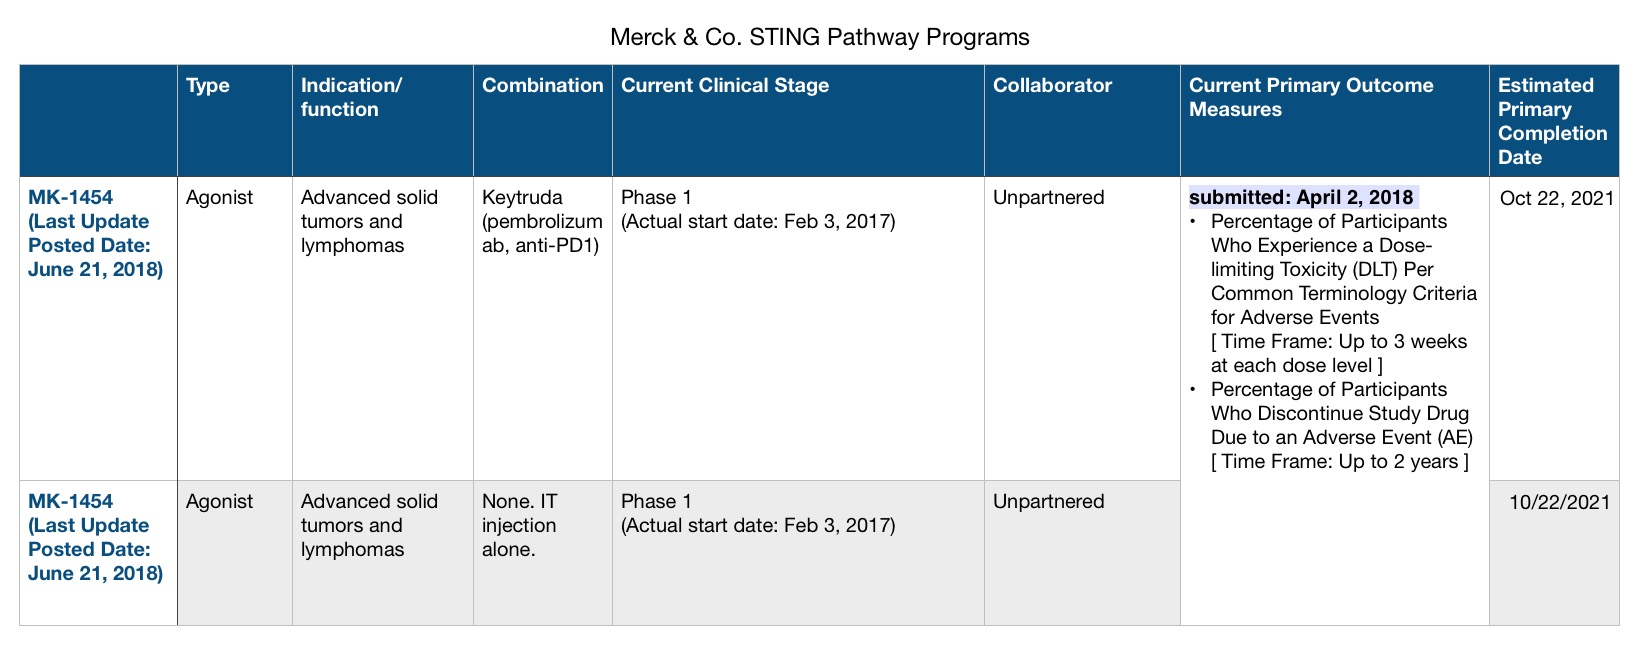 Merck & Co. STING Pathway Programs
Type
Indication/
function
Combination
Current Clinical Stage
Collaborator
Current Primary Outcome
Measures
Estimated
Primary
Completion
Date
MK-1454
(Last Update
Posted Date:
June 21, 2018)
Agonist
Advanced solid
tumors and
lymphomas
Keytruda
(pembrolizum
ab, anti-PD1)
Phase 1
(Actual start date: Feb 3, 2017)
Unpartnered
submitted: April 2, 2018
• Percentage of Participants
Who Experience a Dose-
limiting Toxicity (DLT) Per
Common Terminology Criteria
for Adverse Events
[ Time Frame: Up to 3 weeks
at each dose level ]
• Percentage of Participants
Who Discontinue Study Drug
Due to an Adverse Event (AE)
[ Time Frame: Up to 2 years ]
Oct 22, 2021
MK-1454
(Last Update
Posted Date:
June 21, 2018)
Agonist
Advanced solid
tumors and
lymphomas
None. IT
injection
alone.
Phase 1
(Actual start date: Feb 3, 2017)
Unpartnered
10/22/2021